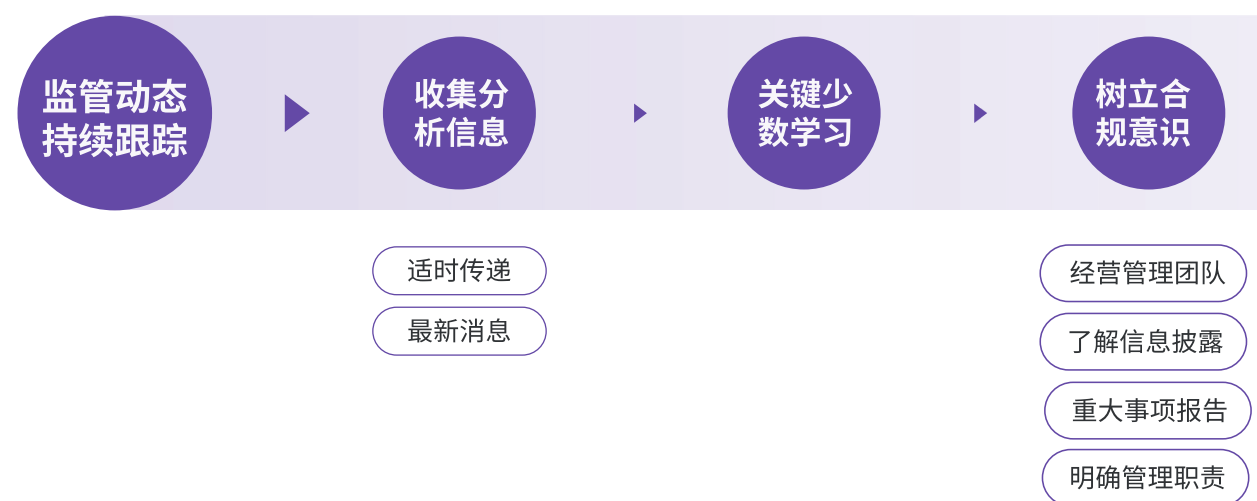 监管动态
持续跟踪
收集分
析信息
关键少
数学习
树立合
规意识
适时传递
最新消息
经营管理团队
了解信息披露
重大事项报告
明确管理职责